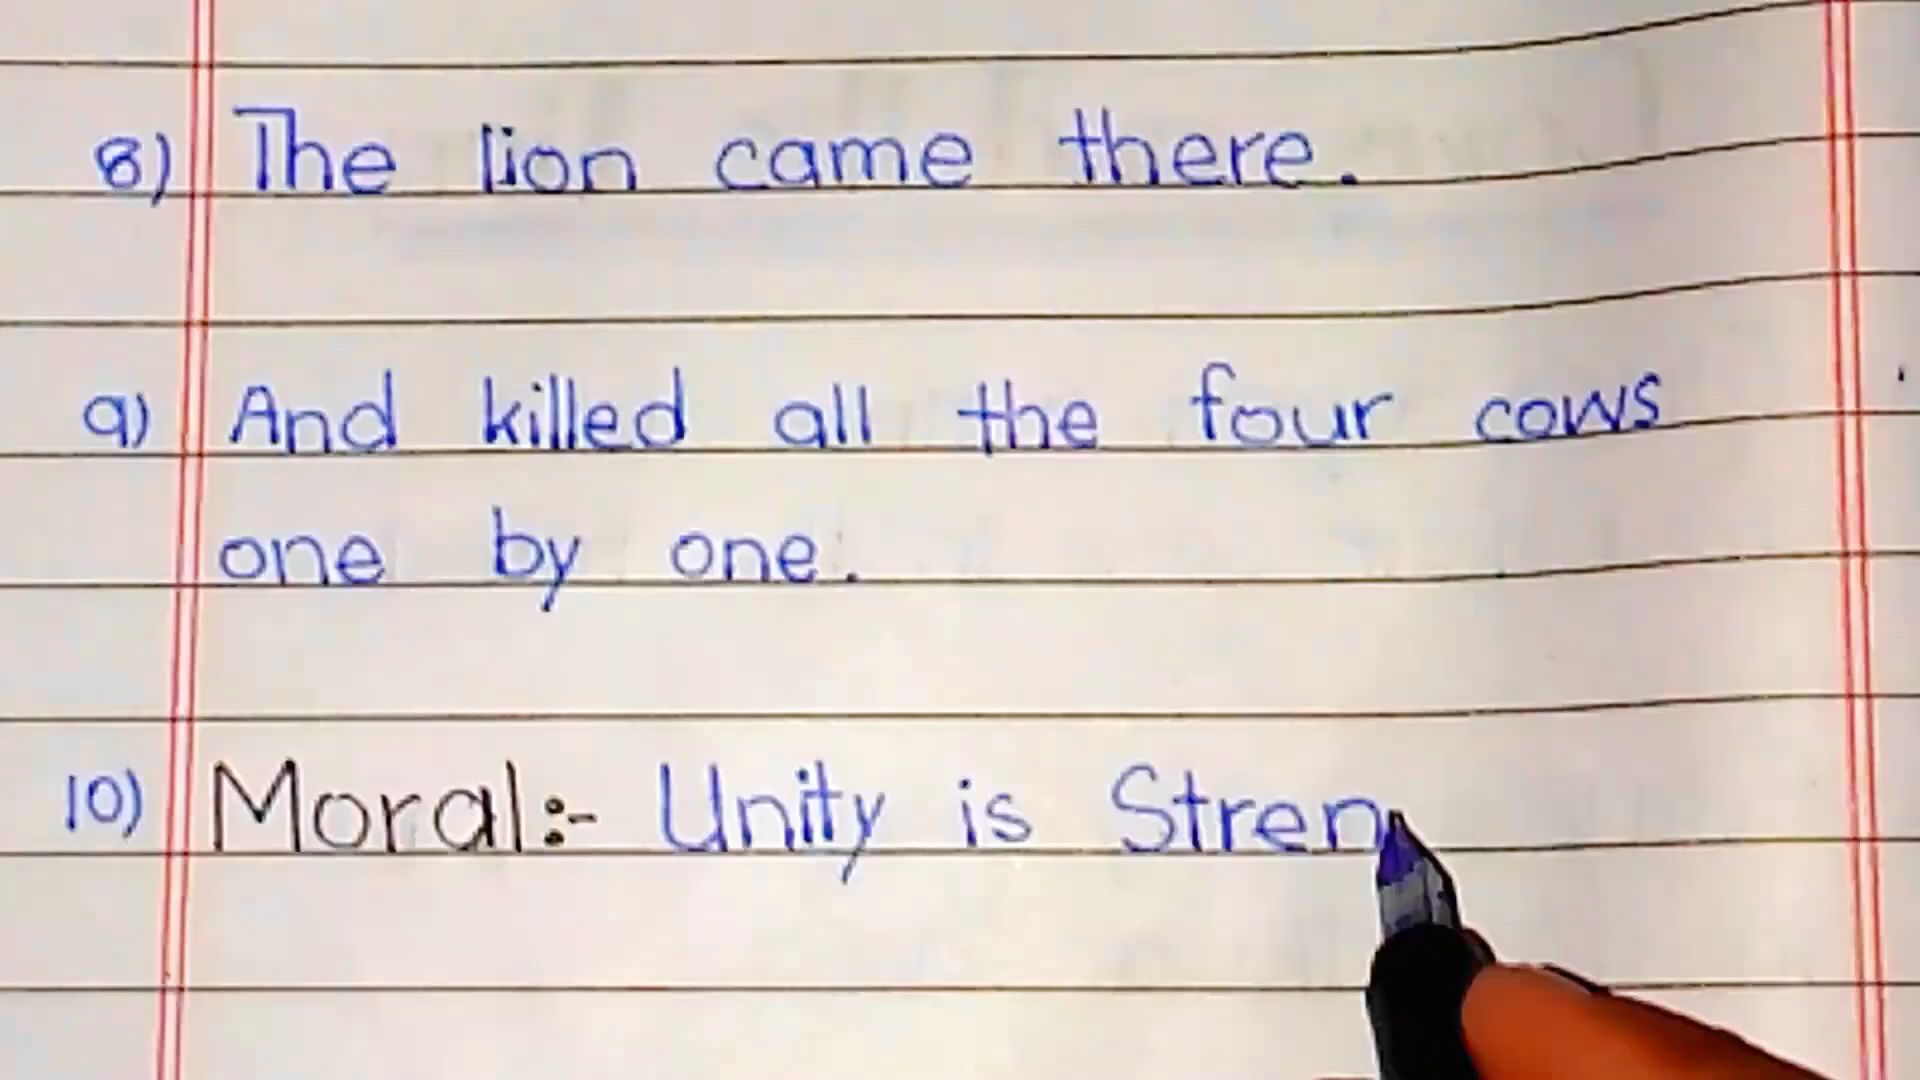 8) The lion came there.
9) And killed all the four cows
one by one.
10) Moral:- Unity is Stren